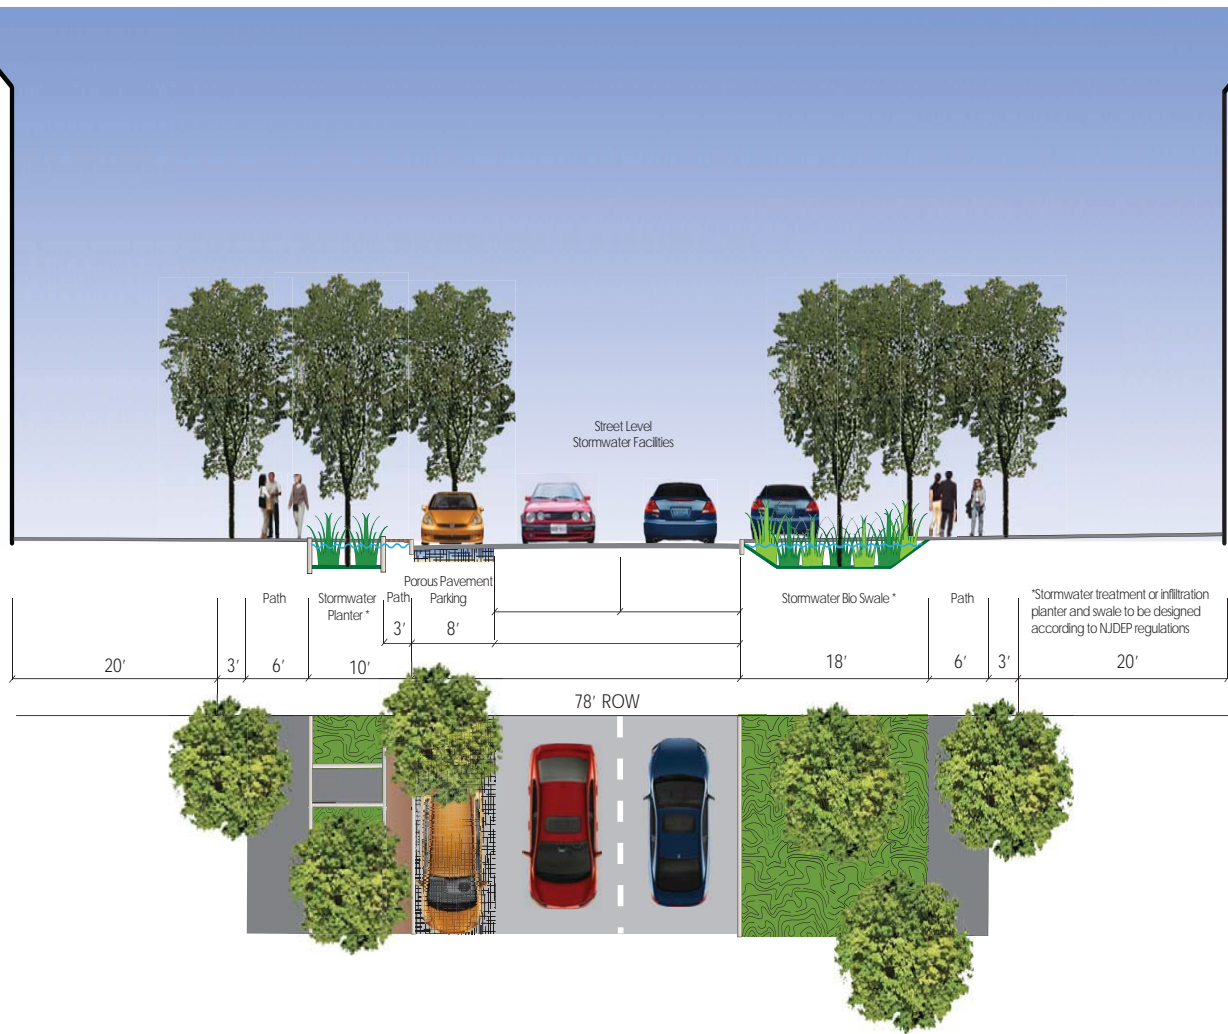 Street Level
Stormwater Facilities
Path
Stormwater
Planter *
Path
Porous Pavement
Parking
Stormwater Bio Swale *
Path
*Stormwater treatment or infiltration
planter and swale to be designed
according to NJDEP regulations
3'
8'
20'
3'
6'
10'
18'
6'
3'
20'
78' ROW